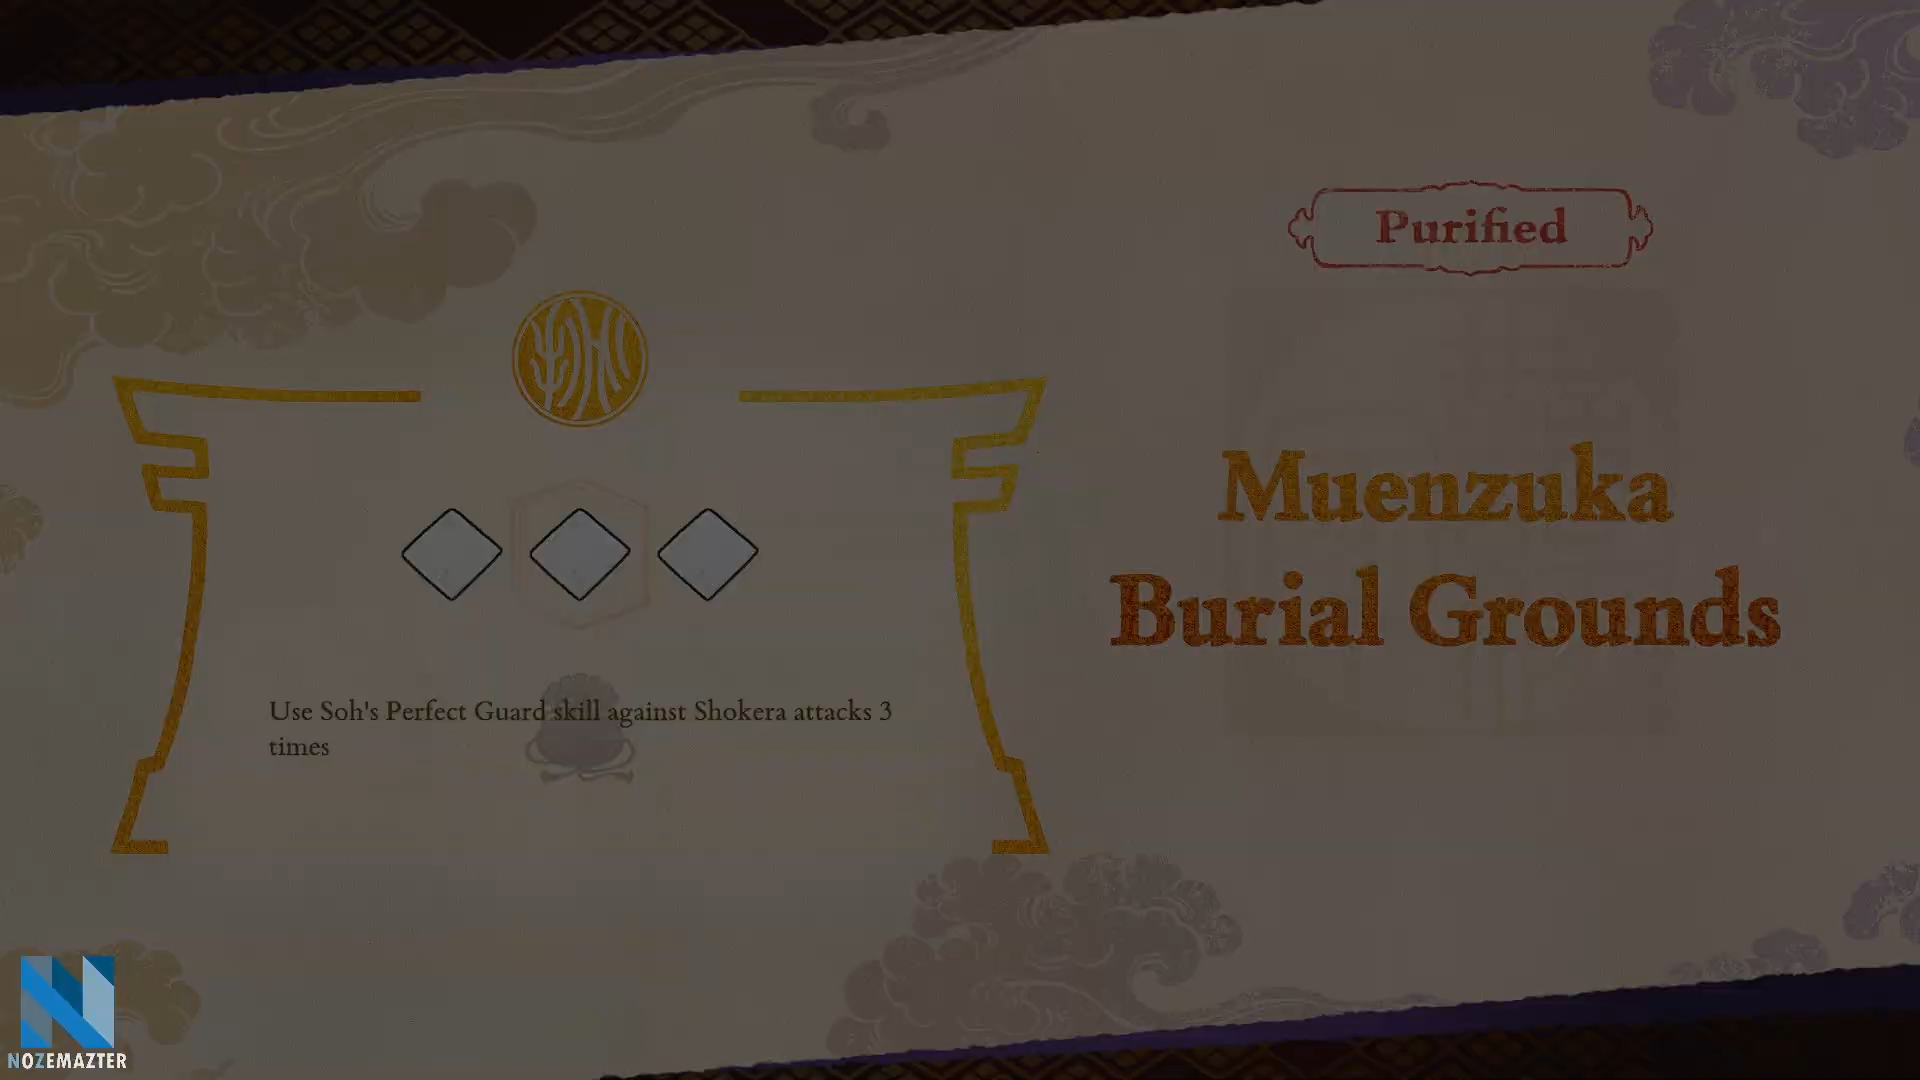 Purified
Muenzuka
Burial Grounds
Use Soh's Perfect Guard skill against Shokera attacks 3
times
NOZEMAZTER